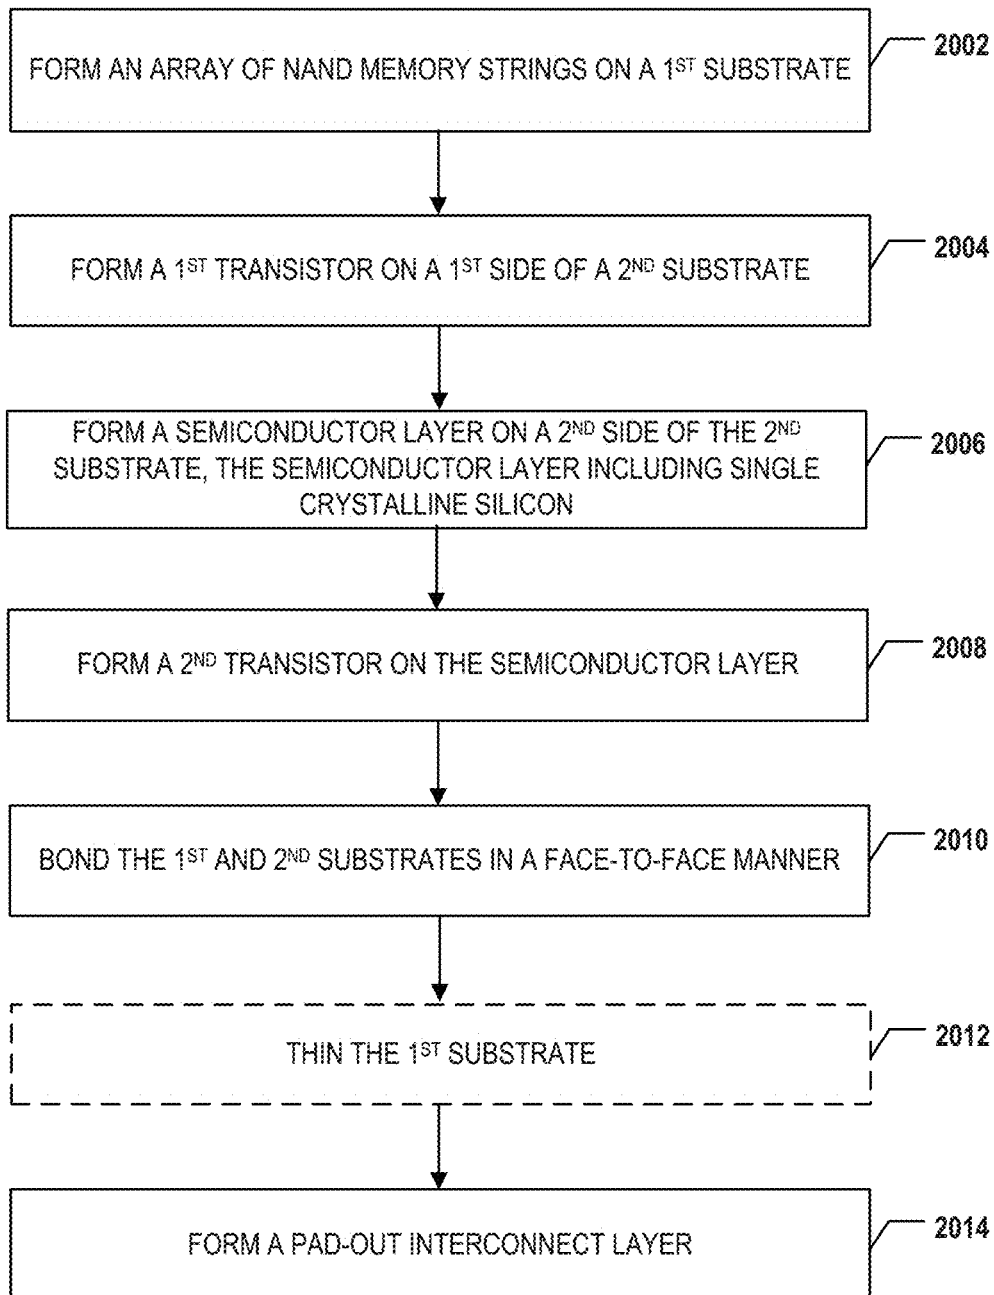 FORM AN ARRAY OF NAND MEMORY STRINGS ON A 1ST SUBSTRATE
2002
FORM A 1ST TRANSISTOR ON A 1ST SIDE OF A 2ND SUBSTRATE
2004
FORM A SEMICONDUCTOR LAYER ON A 2ND SIDE OF THE 2ND
SUBSTRATE, THE SEMICONDUCTOR LAYER INCLUDING SINGLE
CRYSTALLINE SILICON
2006
FORM A 2ND TRANSISTOR ON THE SEMICONDUCTOR LAYER
2008
BOND THE 1ST AND 2ND SUBSTRATES IN A FACE-TO-FACE MANNER
2010
THIN THE 1ST SUBSTRATE
2012
FORM A PAD-OUT INTERCONNECT LAYER
2014